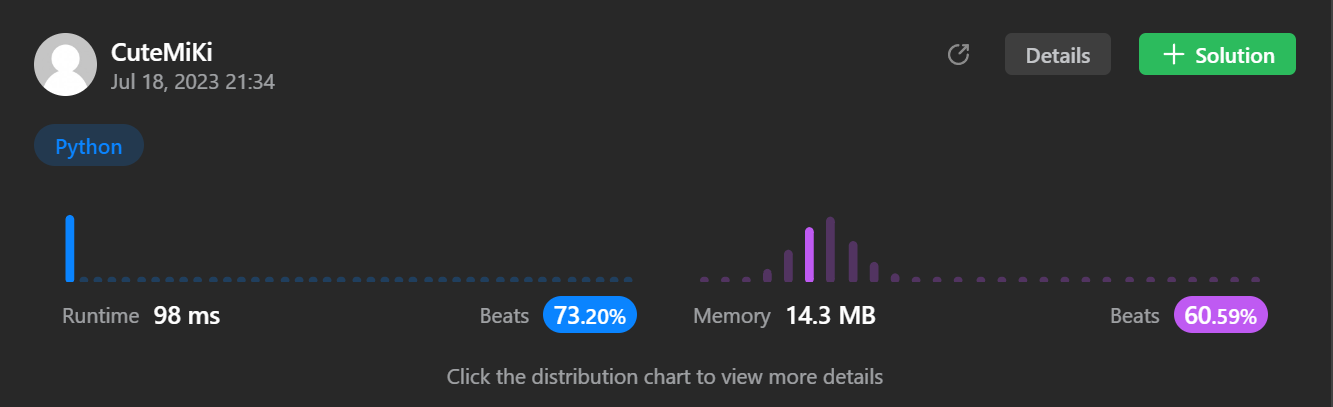 CuteMiKi
Jul 18, 2023 21:34
Details
Solution
Python
Runtime 98 ms
Beats 73.20%
Memory 14.3 MB
Beats 60.59%
Click the distribution chart to view more details